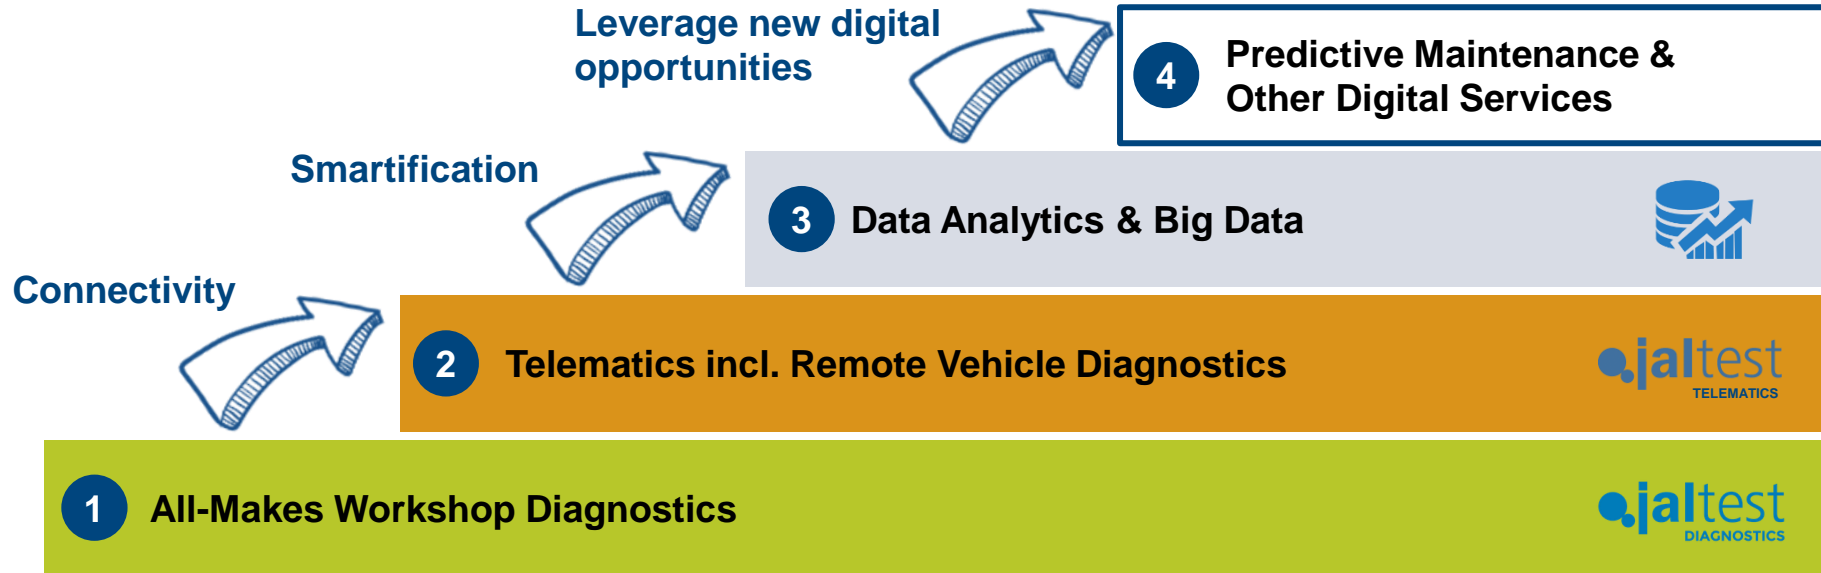 Leverage new digital
opportunities
4
Predictive Maintenance &
Other Digital Services
Smartification
3
Data Analytics & Big Data
Connectivity
2
Telematics incl. Remote Vehicle Diagnostics
jaltest
TELEMATICS
1
All-Makes Workshop Diagnostics
jaltest
DIAGNOSTICS